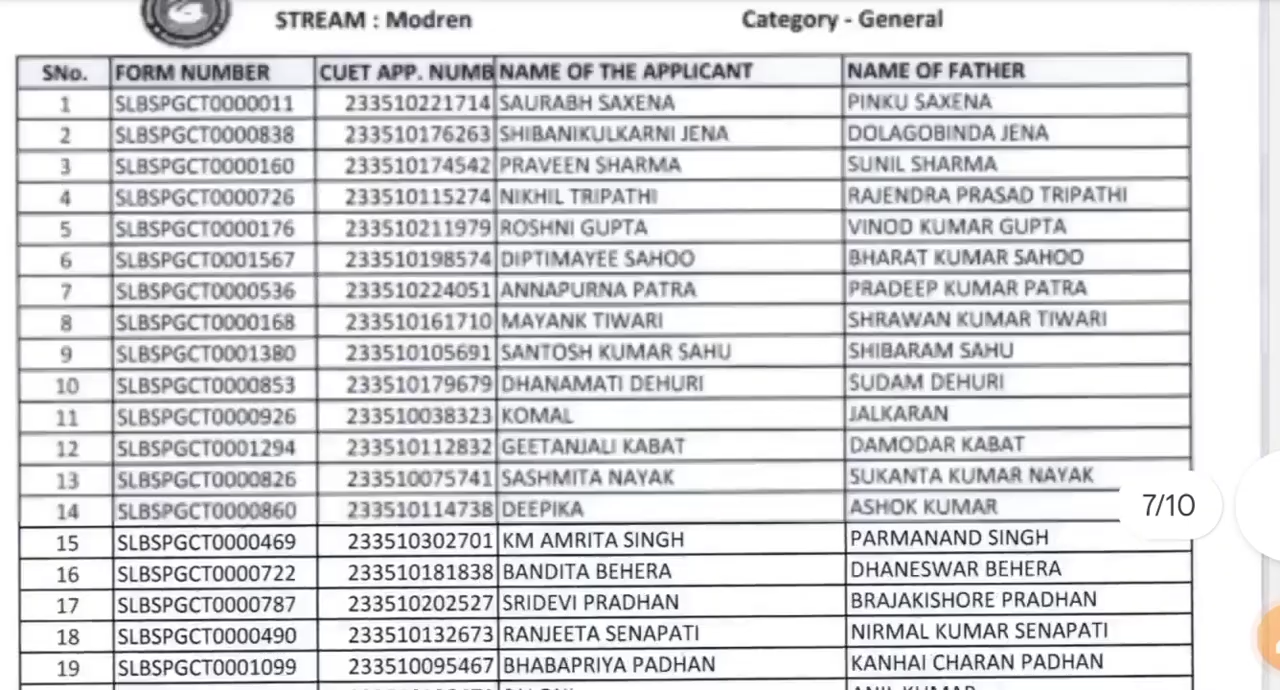 STREAM : Modren Category - General
SNo. FORM NUMBER CUET APP. NUMB NAME OF THE APPLICANT NAME OF FATHER
1 SLBSPGCT0000011 233510221714 SAURABH SAXENA PINKU SAXENA
2 SLBSPGCT0000838 233510176263 SHIBANIKULKARNI JENA DOLAGOBINDA JENA
3 SLBSPGCT0000160 233510174542 PRAVEEN SHARMA SUNIL SHARMA
4 SLBSPGCT0000726 233510115274 NIKHIL TRIPATHI RAJENDRA PRASAD TRIPATHI
5 SLBSPGCT0000176 233510211979 ROSHNI GUPTA VINOD KUMAR GUPTA
6 SLBSPGCT0001567 233510198574 DIPTIMAYEE SAHOO BHARAT KUMAR SAHOO
7 SLBSPGCT0000536 233510224051 ANNAPURNA PATRA PRADEEP KUMAR PATRA
8 SLBSPGCT0000168 233510161710 MAYANK TIWARI SHRAWAN KUMAR TIWARI
9 SLBSPGCT0001380 233510105691 SANTOSH KUMAR SAHU SHIBARAM SAHU
10 SLBSPGCT0000853 233510179679 DHANAMATI DEHURI SUDAM DEHURI
11 SLBSPGCT0000926 233510038323 KOMAL JALKARAN
12 SLBSPGCT0001294 233510112832 GEETANJALI KABAT DAMODAR KABAT
13 SLBSPGCT0000826 233510075741 SASHMITA NAYAK SUKANTA KUMAR NAYAK
14 SLBSPGCT0000860 233510114738 DEEPIKA ASHOK KUMAR 7/10
15 SLBSPGCT0000469 233510302701 KM AMRITA SINGH PARMANAND SINGH
16 SLBSPGCT0000722 233510181838 BANDITA BEHERA DHANESWAR BEHERA
17 SLBSPGCT0000787 233510202527 SRIDEVI PRADHAN BRAJAKISHORE PRADHAN
18 SLBSPGCT0000490 233510132673 RANJEETA SENAPATI NIRMAL KUMAR SENAPATI
19 SLBSPGCT0001099 233510095467 BHABAPRIYA PADHAN KANHAI CHARAN PADHAN